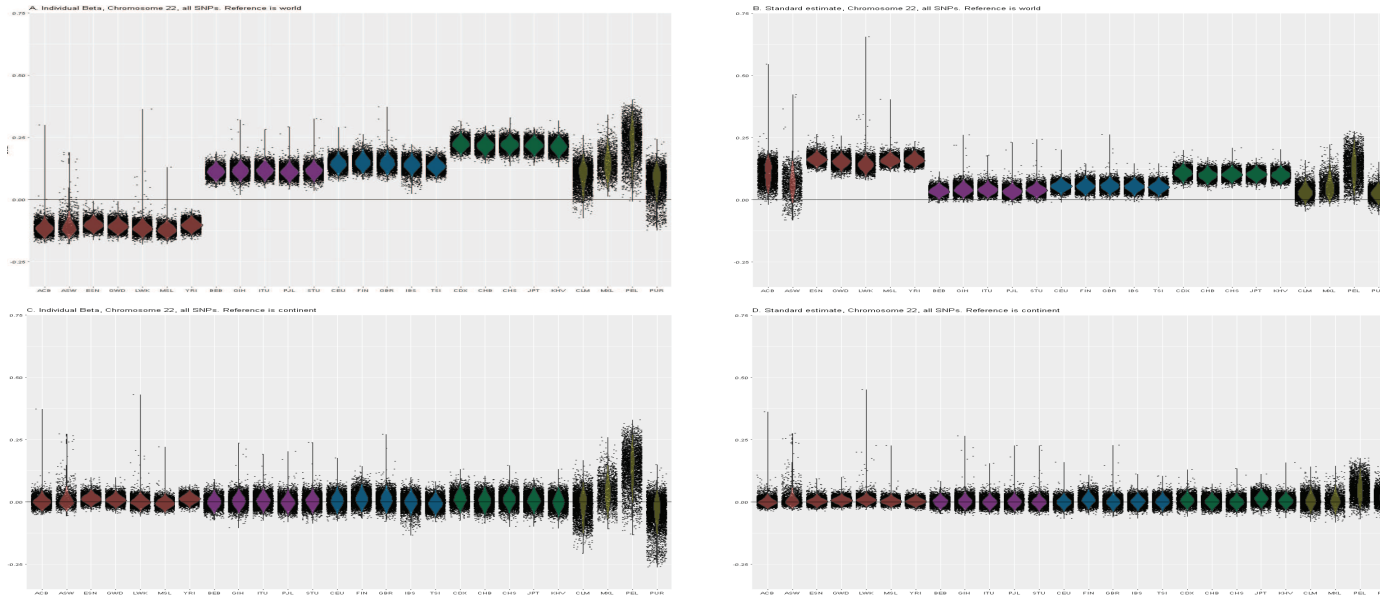 A. Individual Beta, Chromosome 22, all SNPs. Reference is world
0.75
0.50
0.25
0.00
-0.25
ACB ASW ESN GWD LWK MSL YRI BEB GIH ITU PJL STU CEU FIN GBR IBS TSI CDX CHB CHS JPT KHV CLM MXL PEL PUR
B. Standard estimate, Chromosome 22, all SNPs. Reference is world
0.75
0.50
0.25
0.00
-0.25
ACB ASW ESN GWD LWK MSL YRI BEB GIH ITU PJL STU CEU FIN GBR IBS TSI CDX CHB CHS JPT KHV CLM MXL PEL
C. Individual Beta, Chromosome 22, all SNPs. Reference is continent
0.75
0.50
0.25
0.00
-0.25
ACB ASW ESN GWD LWK MSL YRI BEB GIH ITU PJL STU CEU FIN GBR IBS TSI CDX CHB CHS JPT KHV CLM MXL PEL PUR
D. Standard estimate, Chromosome 22, all SNPs. Reference is continent
0.75
0.50
0.25
0.00
-0.25
ACB ASW ESN GWD LWK MSL YRI BEB GIH ITU PJL STU CEU FIN GBR IBS TSI CDX CHB CHS JPT KHV CLM MXL PEL